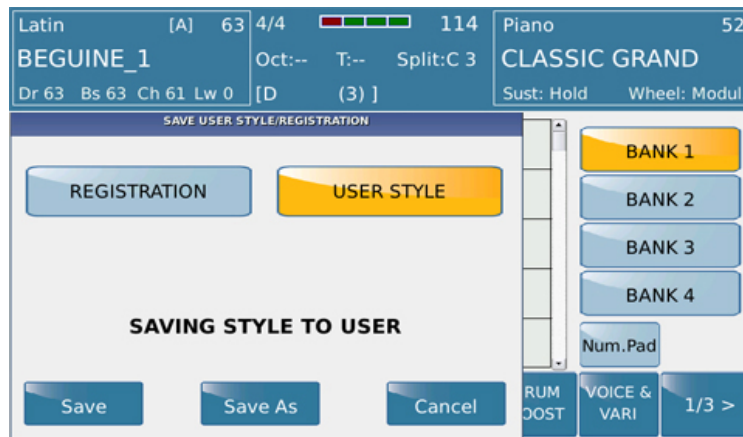 Latin [A] 63
BEGUINE_1
Dr 63 Bs 63 Ch 61 Lw 0
4/4 114
Oct:-- T:-- Split:C 3
[D (3) ]
Piano 52
CLASSIC GRAND
Sust: Hold Wheel: Modul
SAVE USER STYLE/REGISTRATION
REGISTRATION USER STYLE
SAVING STYLE TO USER
Save Save As Cancel
BANK 1
BANK 2
BANK 3
BANK 4
Num.Pad
RUM
OOST
VOICE &
VARI
1/3 >